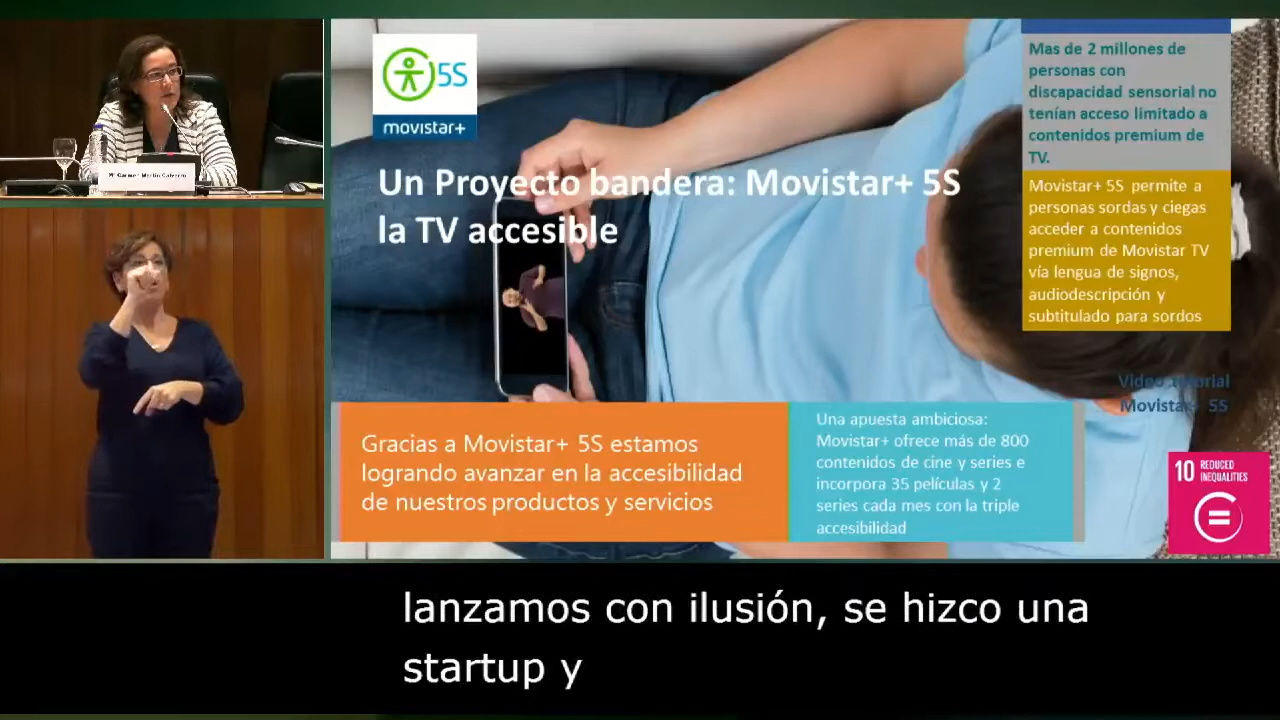 5S
movistar+
Un Proyecto bandera: Movistar+ 5S
la TV accesible
Mas de 2 millones de
personas con
discapacidad sensorial no
tenían acceso limitado a
contenidos premium de
TV.
Movistar+ 5S permite a
personas sordas y ciegas
acceder a contenidos
premium de Movistar TV
vía lengua de signos,
audiodescripción y
subtitulado para sordos
Video tutorial
Movistar+ 5S
Gracias a Movistar+ 5S estamos
logrando avanzar en la accesibilidad
de nuestros productos y servicios
Una apuesta ambiciosa:
Movistar+ ofrece más de 800
contenidos de cine y series e
incorpora 35 películas y 2
series cada mes con la triple
accesibilidad
10 REDUCED
INEQUALITIES
lanzamos con ilusión, se hizco una
startup y